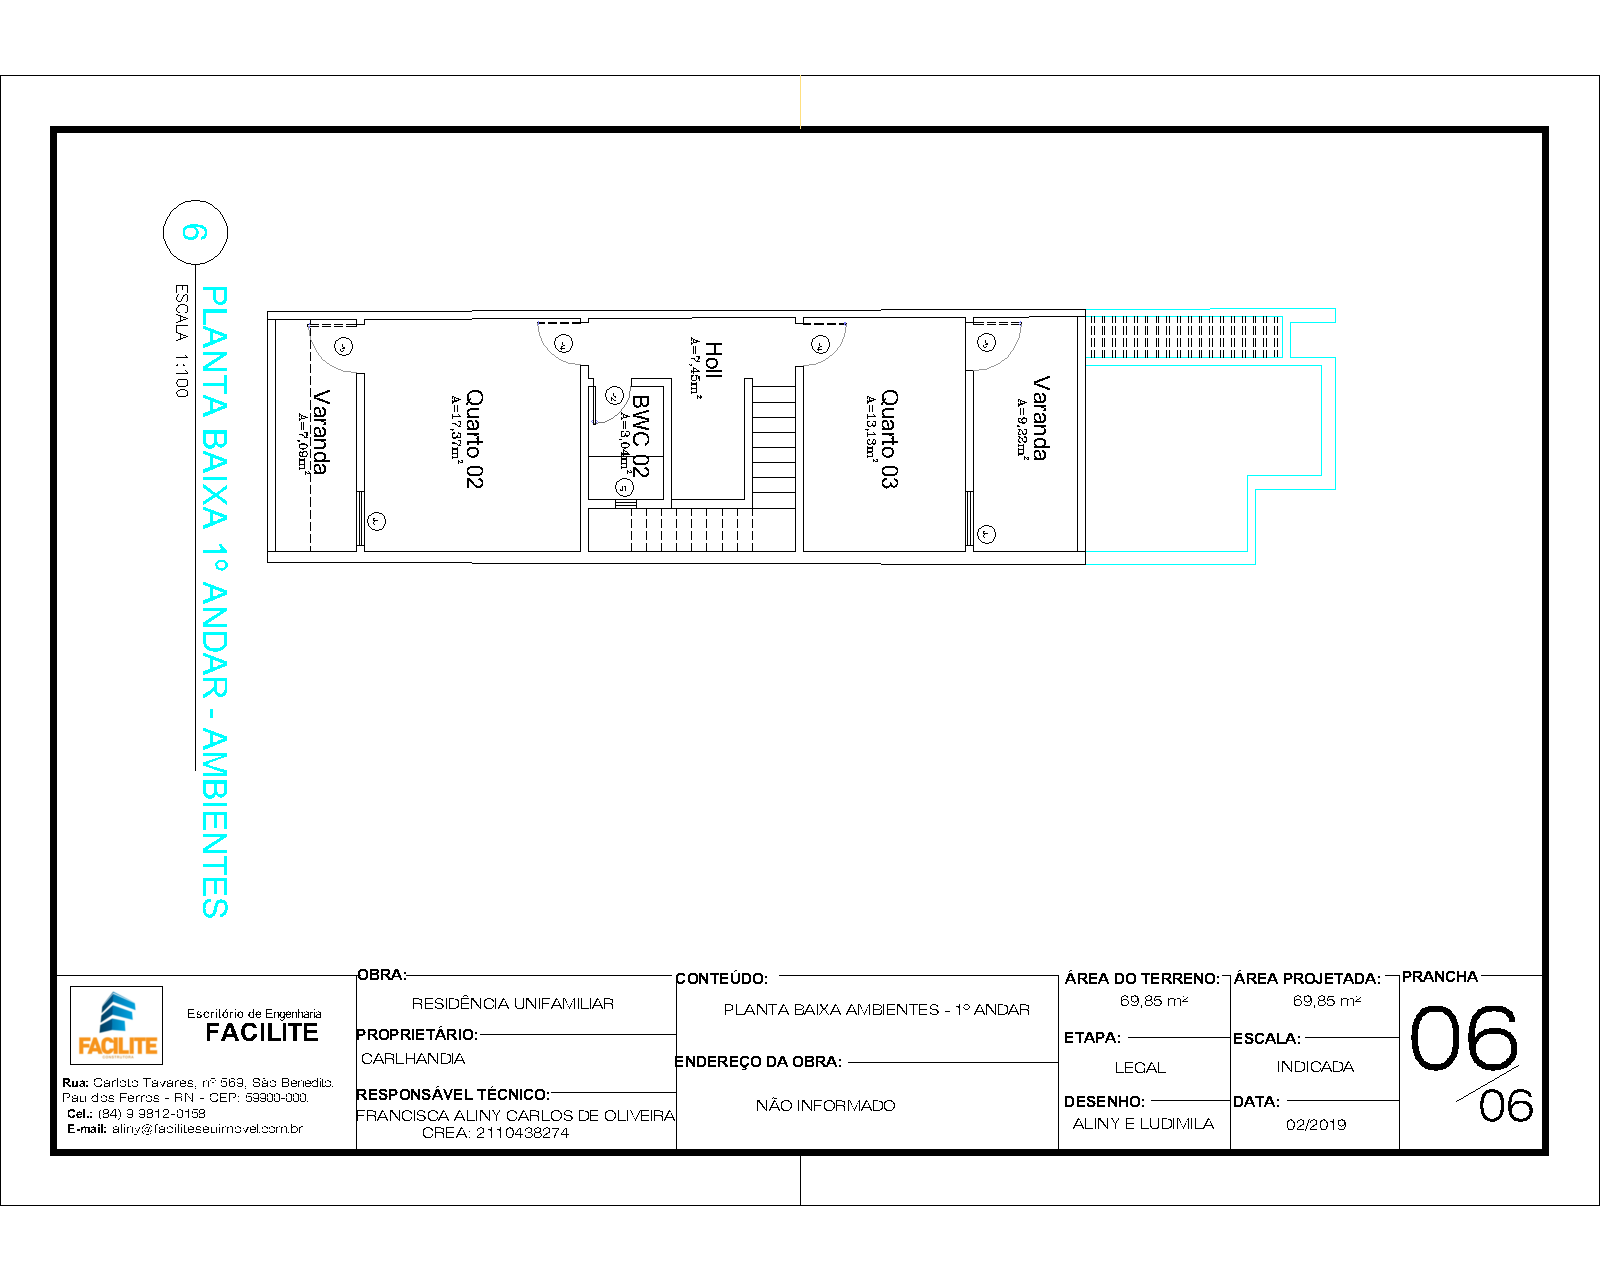 6
PLANTA BAIXA 1º ANDAR - AMBIENTES
ESCALA 1:100
Varanda
A=7,09m²
Quarto 02
A=17,37m²
BWC 02
A=3,04m²
Holl
A=7,45m²
Quarto 03
A=13,13m²
Varanda
A=9,22m²
FACILITE
Escritório de Engenharia
FACILITE
Rua: Carloto Tavares, nº 569, São Benedito.
Pau dos Ferros - RN - CEP: 59900-000.
Cel.: (84) 9 9812-0158
E-mail: aliny@faciliteseuimovel.com.br
OBRA:
RESIDÊNCIA UNIFAMILIAR
PROPRIETÁRIO:
CARLHANDIA
RESPONSÁVEL TÉCNICO:
FRANCISCA ALINY CARLOS DE OLIVEIRA
CREA: 2110438274
CONTEÚDO:
PLANTA BAIXA AMBIENTES - 1º ANDAR
ENDEREÇO DA OBRA:
NÃO INFORMADO
ÁREA DO TERRENO:
69,85 m²
ETAPA:
LEGAL
DESENHO:
ALINY E LUDIMILA
ÁREA PROJETADA:
69,85 m²
ESCALA:
INDICADA
DATA:
02/2019
PRANCHA
06
06